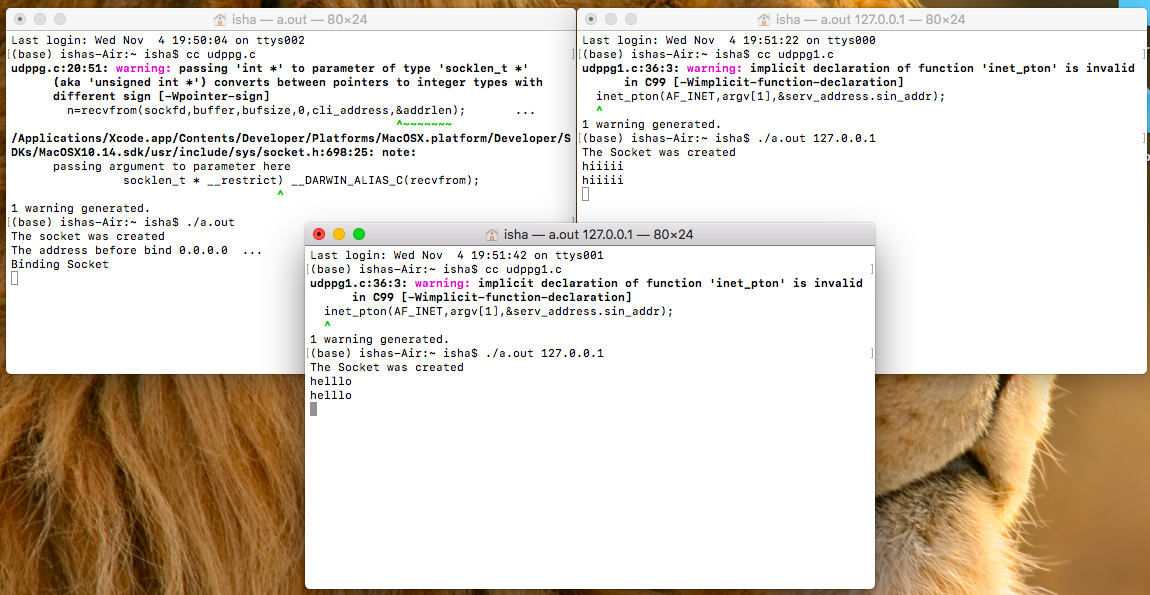 isha — a.out — 80×24
Last login: Wed Nov  4 19:50:04 on ttys002
[(base) ishas-Air:~ isha$ cc udppg.c ]
udppg.c:20:51: warning: passing 'int *' to parameter of type 'socklen_t *'
      (aka 'unsigned int *') converts between pointers to integer types with
      different sign [-Wpointer-sign]
        n=recvfrom(sockfd,buffer,bufsize,0,cli_address,&addrlen);       ...
                                                       ^~~~~~~~
/Applications/Xcode.app/Contents/Developer/Platforms/MacOSX.platform/Developer/S
DKs/MacOSX10.14.sdk/usr/include/sys/socket.h:698:25: note:
      passing argument to parameter here
                socklen_t * __restrict) __DARWIN_ALIAS_C(recvfrom);
                                      ^
1 warning generated.
[(base) ishas-Air:~ isha$ ./a.out ]
The socket was created
The address before bind 0.0.0.0  ...
Binding Socket
isha — a.out 127.0.0.1 — 80×24
Last login: Wed Nov  4 19:51:22 on ttys000
[(base) ishas-Air:~ isha$ cc udppg1.c ]
udppg1.c:36:3: warning: implicit declaration of function 'inet_pton' is invalid
      in C99 [-Wimplicit-function-declaration]
  inet_pton(AF_INET,argv[1],&serv_address.sin_addr);
  ^
1 warning generated.
[(base) ishas-Air:~ isha$ ./a.out 127.0.0.1 ]
The Socket was created
hiiiii
hiiiii
isha — a.out 127.0.0.1 — 80×24
Last login: Wed Nov  4 19:51:42 on ttys001
[(base) ishas-Air:~ isha$ cc udppg1.c ]
udppg1.c:36:3: warning: implicit declaration of function 'inet_pton' is invalid
      in C99 [-Wimplicit-function-declaration]
  inet_pton(AF_INET,argv[1],&serv_address.sin_addr);
  ^
1 warning generated.
[(base) ishas-Air:~ isha$ ./a.out 127.0.0.1 ]
The Socket was created
helllo
helllo